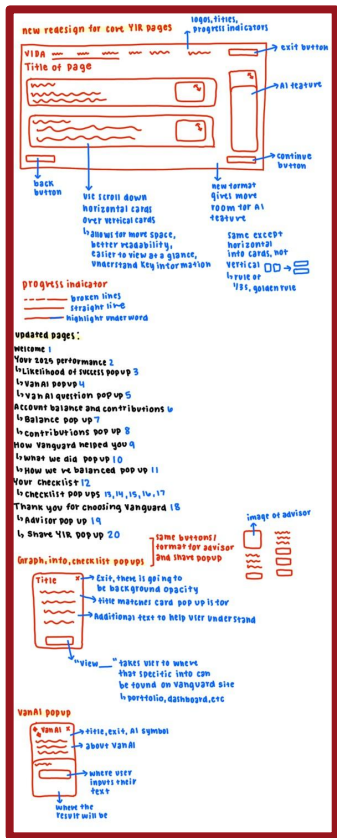 new redesign for core YIR pages
logos, titles,
progress indicators
VIDA
exit button
Title of page
AI feature
back
button
continue
button
use scroll down
horizontal cards
over vertical cards
↳ allows for more space,
better readability,
easier to view at a glance,
understand key information
new format
gives more
room for AI
feature
same except
horizontal
into cards, not
vertical
↳ rule of
1/3s, golden rule
progress indicator
broken lines
straight line
highlight under word
updated pages:
Welcome 1
Your 2025 performance 2
↳ Likelihood of success pop up 3
↳ VanAI popup 4
↳ VanAI question pop up 5
Account balance and contributions 6
↳ Balance pop up 7
↳ contributions pop up 8
How Vanguard helped you 9
↳ what we did pop up 10
↳ How we ve balanced pop up 11
Your checklist 12
↳ checklist pop ups 13, 14, 15, 16, 17
Thank you for choosing Vanguard 18
↳ Advisor pop up 19
↳ Share YIR pop up 20
same buttons/
format for advisor
and share popup
image of advisor
Graph, info, checklist popups
Title x
Exit, there is going to
be background opacity
title matches card pop up is for
Additional text to help user understand
"View __" takes user to where
that specific info can
be found on Vanguard site
↳ portfolio, dashboard, etc
VanAI popup
VanAI x
title, exit, AI symbol
about VanAI
where user
inputs their
text
where the
result will be